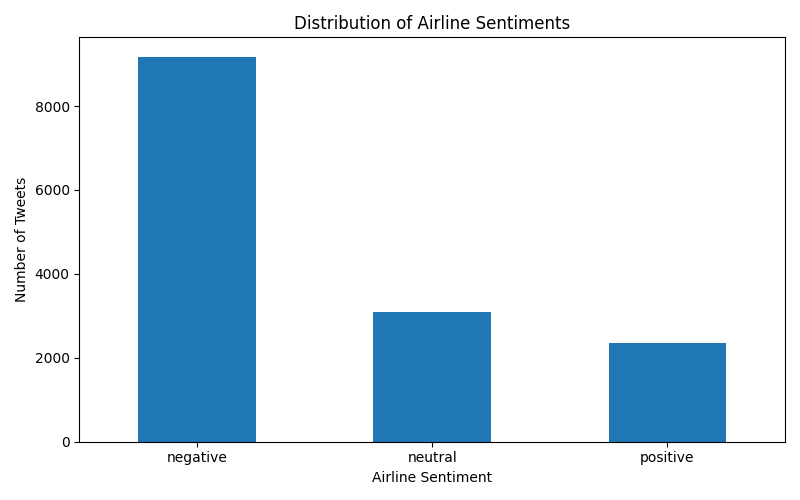 Distribution of Airline Sentiments
Number of Tweets
8000
6000
4000
2000
0
negative neutral positive
Airline Sentiment